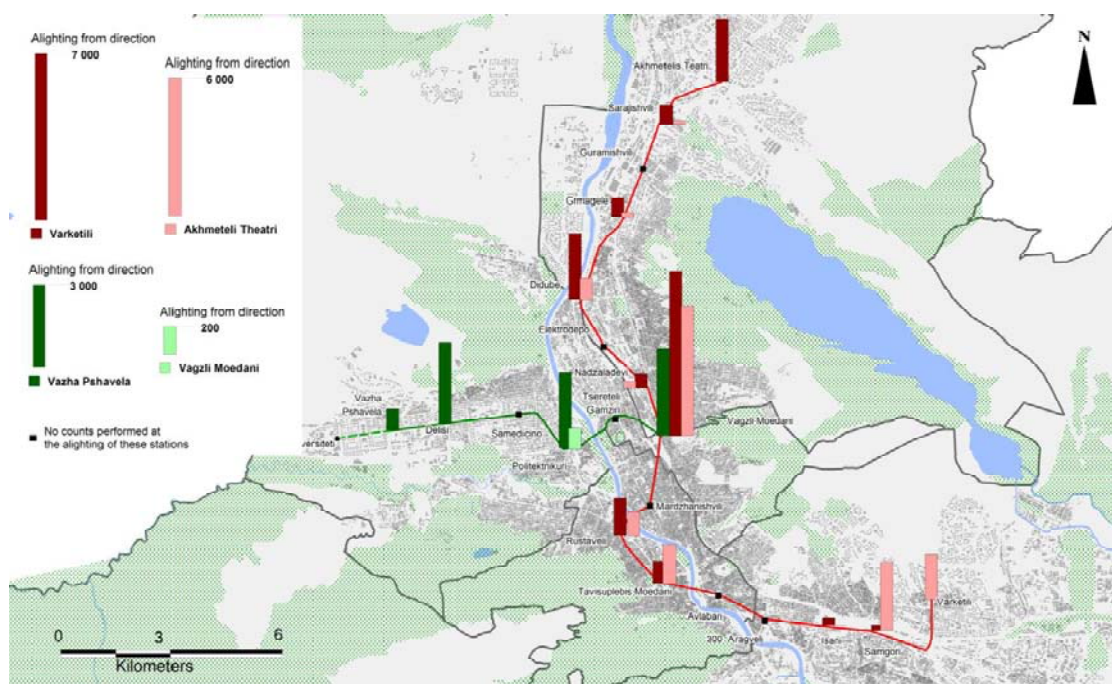 Alighting from direction
7 000
Varketili
Alighting from direction
6 000
Akhmeteli Theatri
Alighting from direction
3 000
Vazha Pshavela
Alighting from direction
200
Vagzli Moedani
No counts performed at
the alighting of these stations
N
Akhmetelis Teatri
Sarajishvili
Guramishvili
Grmagele
Didube
Elektrodepo
Nadzaladevi
Tsereteli
Gamziri
Vagzli Moedani
Vazha
Pshavela
Delisi
versiteti
Samedicino
Politektnikuri
Mardzhanishvili
Rustaveli
Tavisuplebis Moedani
Avlabari
300 Aragveli
Isani
Samgori
Varketili
0 3 6
Kilometers